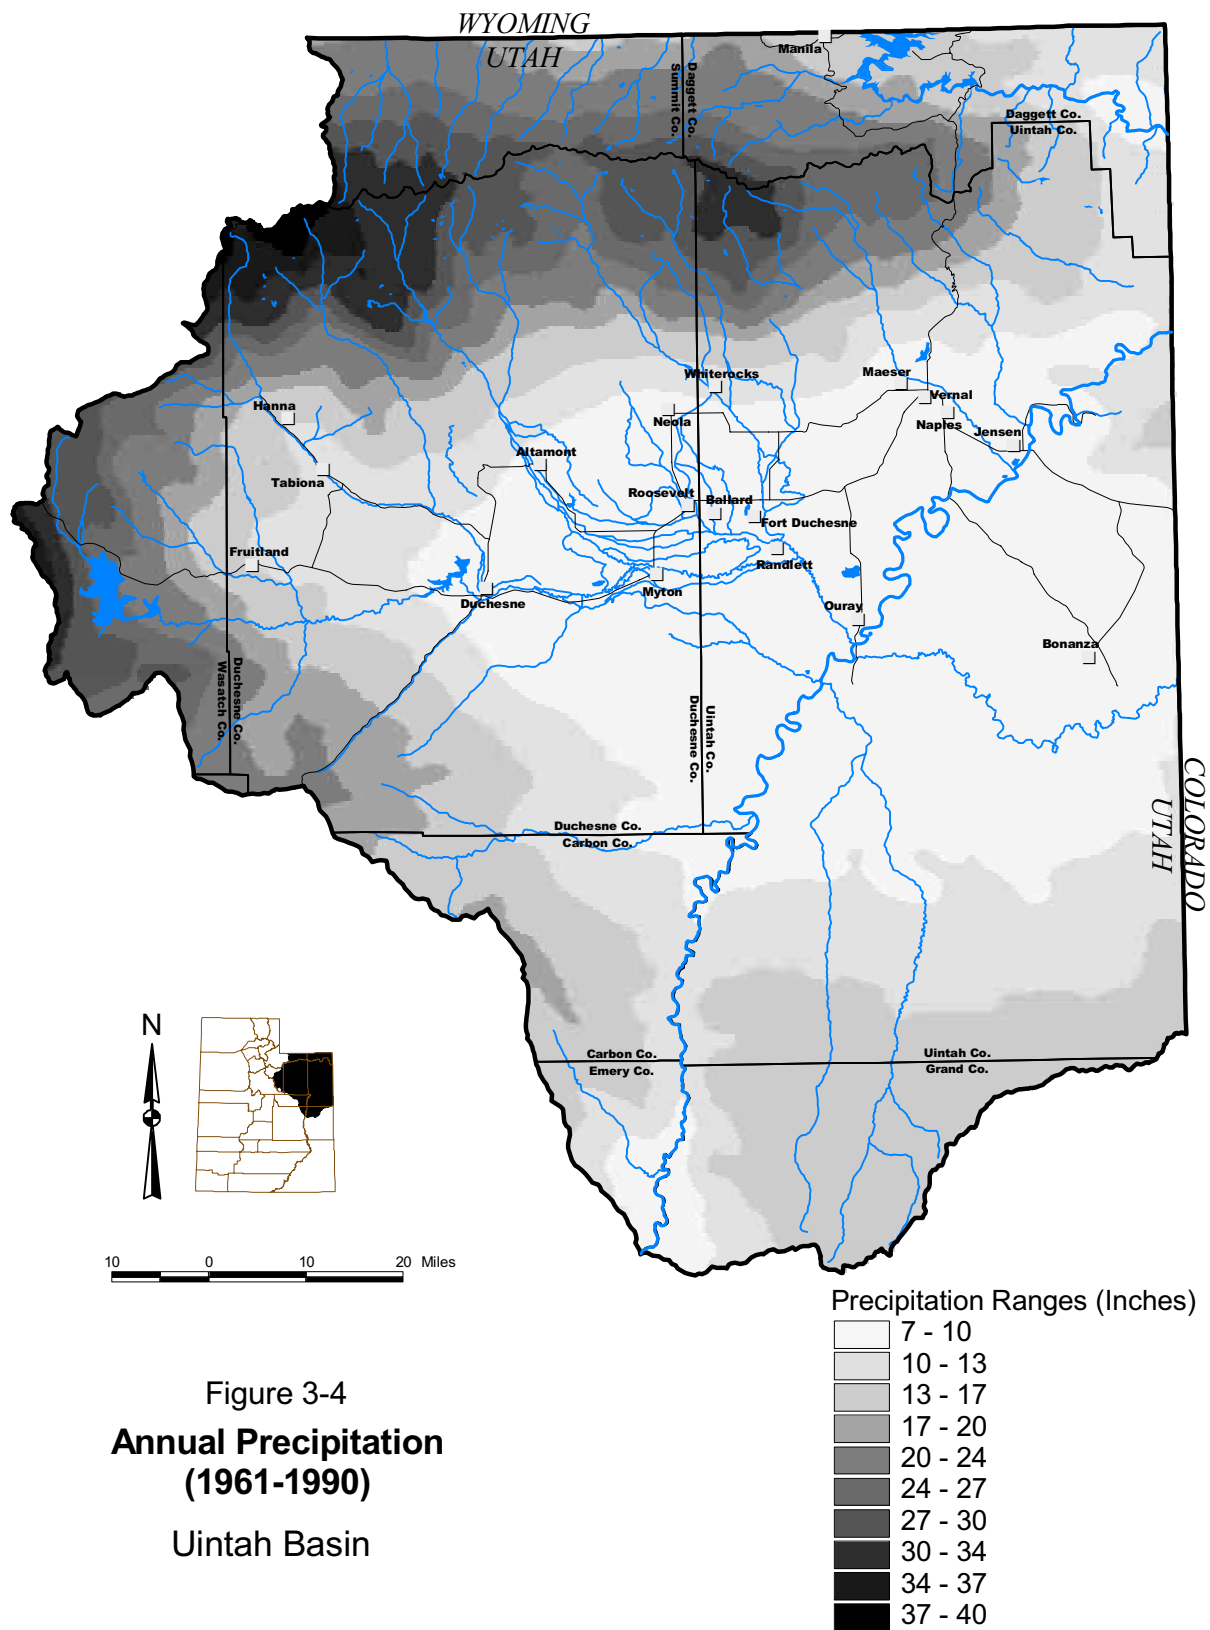 WYOMING
UTAH
Manila
Daggett Co.
Summit Co.
Daggett Co.
Uintah Co.
Whiterocks
Maeser
Vernal
Hanna
Neola
Naples
Jensen
Altamont
Tabiona
Roosevelt
Ballard
Fort Duchesne
Fruitland
Randlett
Duchesne
Myton
Ouray
Bonanza
Duchesne Co.
Wasatch Co.
Uintah Co.
Duchesne Co.
COLORADO
UTAH
Duchesne Co.
Carbon Co.
N
Carbon Co.
Emery Co.
Uintah Co.
Grand Co.
10 0 10 20 Miles
Precipitation Ranges (Inches)
7 - 10
10 - 13
13 - 17
17 - 20
20 - 24
24 - 27
27 - 30
30 - 34
34 - 37
37 - 40
Figure 3-4
Annual Precipitation
(1961-1990)
Uintah Basin